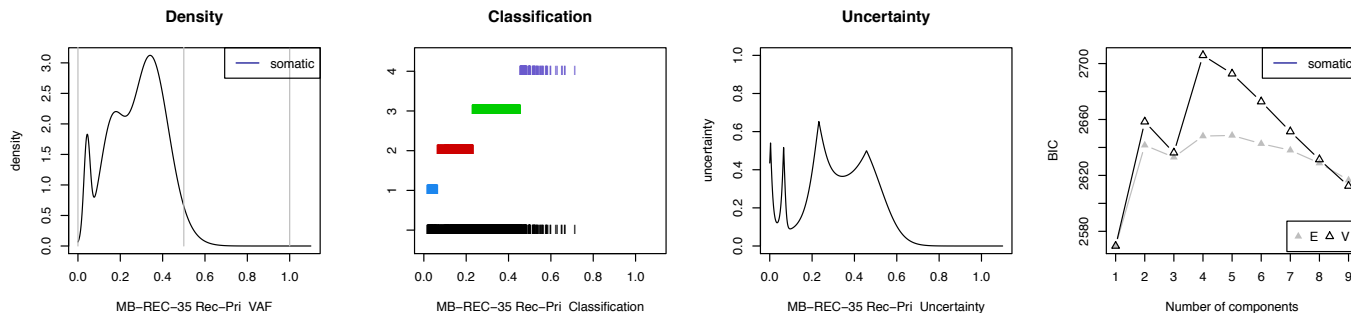 Density
density
0.0 0.5 1.0 1.5 2.0 2.5 3.0
somatic
0.0 0.2 0.4 0.6 0.8 1.0
MB−REC−35 Rec−Pri VAF
Classification
1 2 3 4
0.0 0.2 0.4 0.6 0.8 1.0
MB−REC−35 Rec−Pri Classification
Uncertainty
uncertainty
0.0 0.2 0.4 0.6 0.8 1.0
0.0 0.2 0.4 0.6 0.8 1.0
MB−REC−35 Rec−Pri Uncertainty
BIC
2580 2620 2660 2700
somatic
E V
1 2 3 4 5 6 7 8 9
Number of components